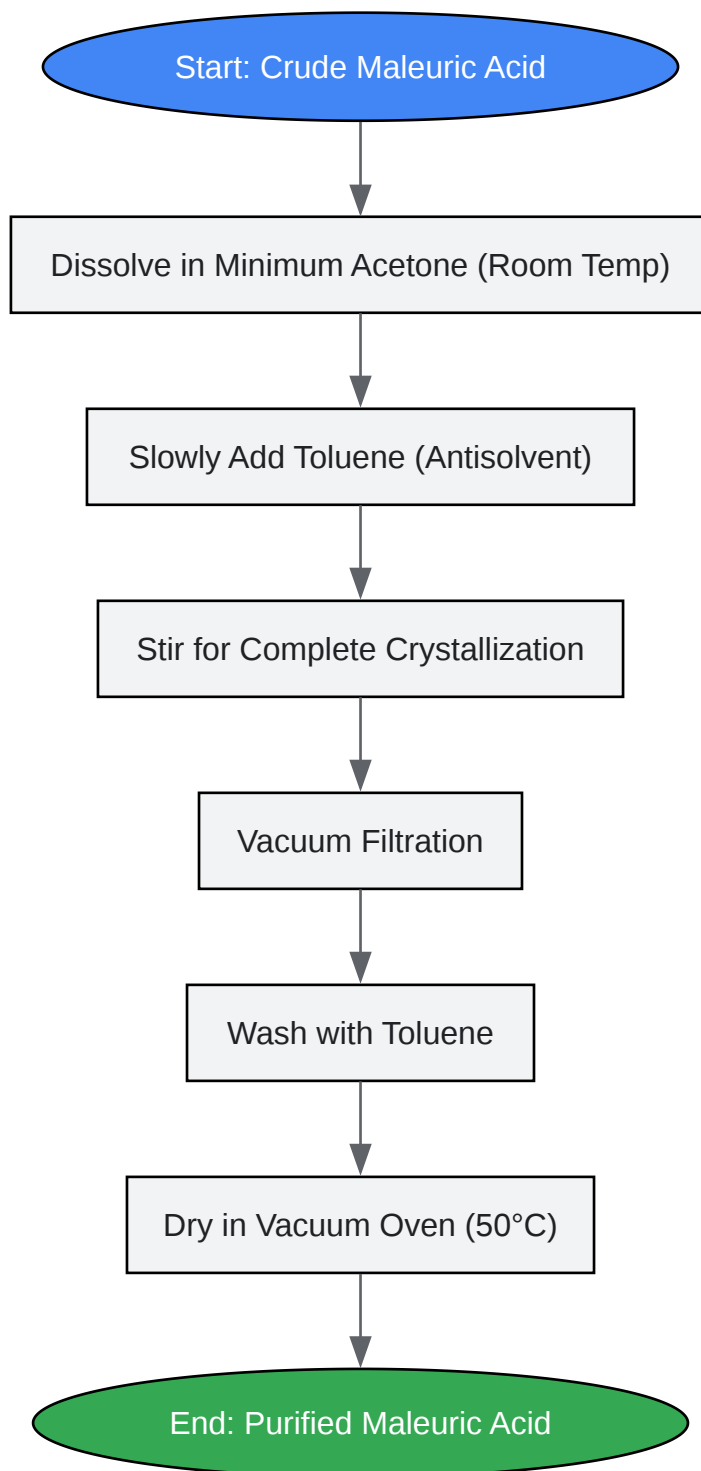 Start: Crude Maleuric Acid
Dissolve in Minimum Acetone (Room Temp)
Slowly Add Toluene (Antisolvent)
Stir for Complete Crystallization
Vacuum Filtration
Wash with Toluene
Dry in Vacuum Oven (50°C)
End: Purified Maleuric Acid